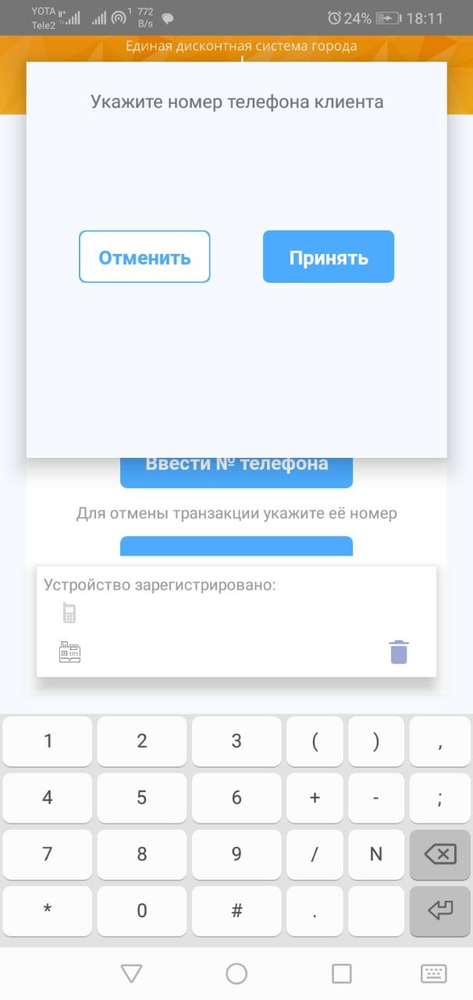 YOTA
Tele2
1
772
B/s
24%
18:11
Единая дисконтная система города
Укажите номер телефона клиента
Отменить
Принять
Ввести № телефона
Для отмены транзакции укажите её номер
Устройство зарегистрировано:
1 2 3 ( ) ,
4 5 6 + - ;
7 8 9 / N
* 0 # .